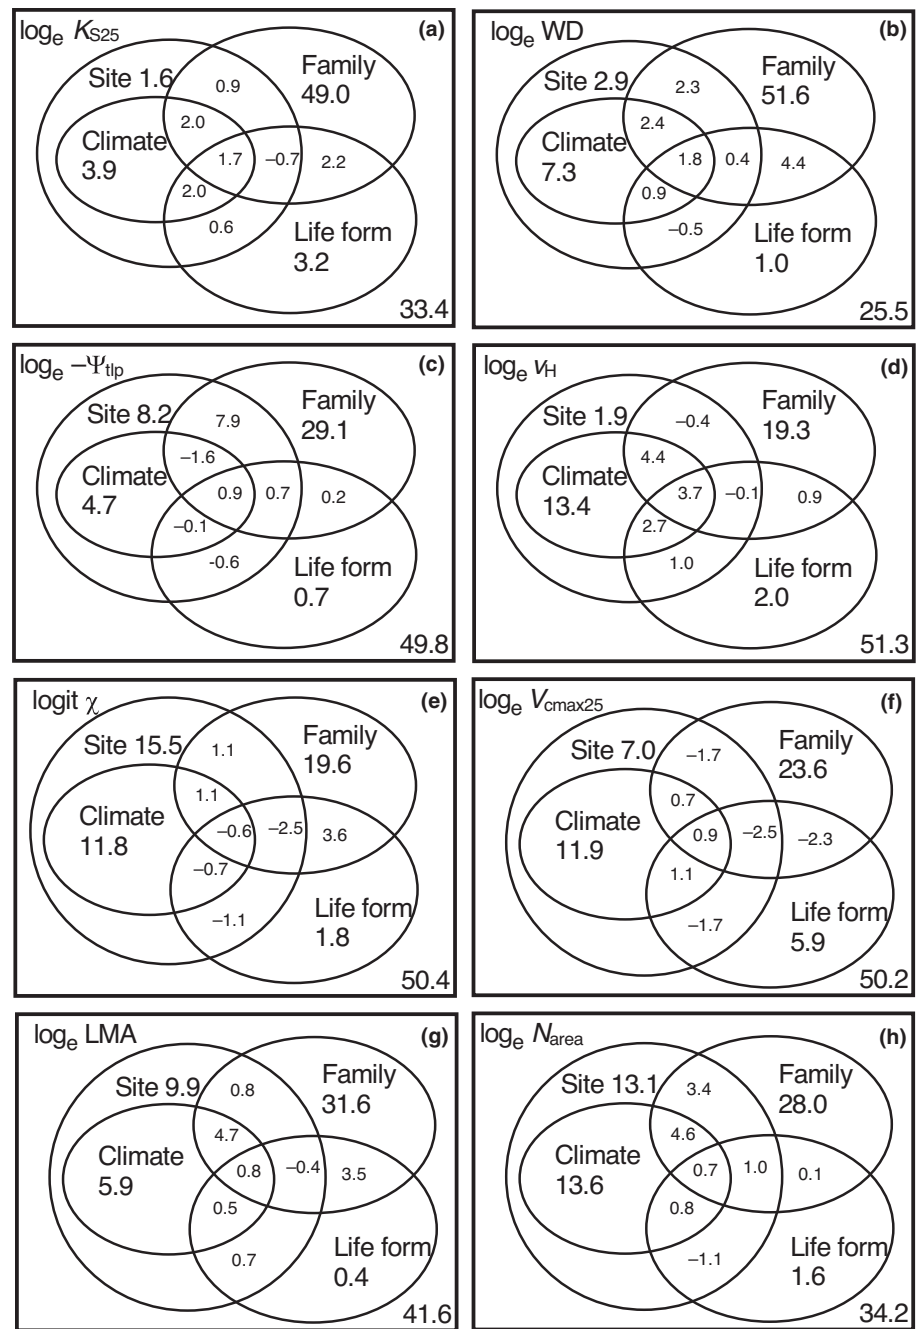 logₑ K_S25 (a)
Site 1.6
0.9
Family
49.0
Climate
3.9
2.0
1.7
–0.7
2.2
2.0
0.6
Life form
3.2
33.4
logₑ WD (b)
Site 2.9
2.3
Family
51.6
Climate
7.3
2.4
1.8
0.4
4.4
0.9
–0.5
Life form
1.0
25.5
logₑ –Ψ_tlp (c)
Site 8.2
7.9
Family
29.1
Climate
4.7
–1.6
0.9
0.7
0.2
–0.1
-0.6
Life form
0.7
49.8
logₑ v_H (d)
Site 1.9
–0.4
Family
19.3
Climate
13.4
4.4
3.7
–0.1
0.9
2.7
1.0
Life form
2.0
51.3
logit χ (e)
Site 15.5
1.1
Family
19.6
Climate
11.8
1.1
–0.6
–2.5
3.6
–0.7
–1.1
Life form
1.8
50.4
logₑ V_cmax25 (f)
Site 7.0
–1.7
Family
23.6
Climate
11.9
0.7
0.9
–2.5
–2.3
1.1
–1.7
Life form
5.9
50.2
logₑ LMA (g)
Site 9.9
0.8
Family
31.6
Climate
5.9
4.7
0.8
–0.4
3.5
0.5
0.7
Life form
0.4
41.6
logₑ N_area (h)
Site 13.1
3.4
Family
28.0
Climate
13.6
4.6
0.7
1.0
0.1
0.8
–1.1
Life form
1.6
34.2